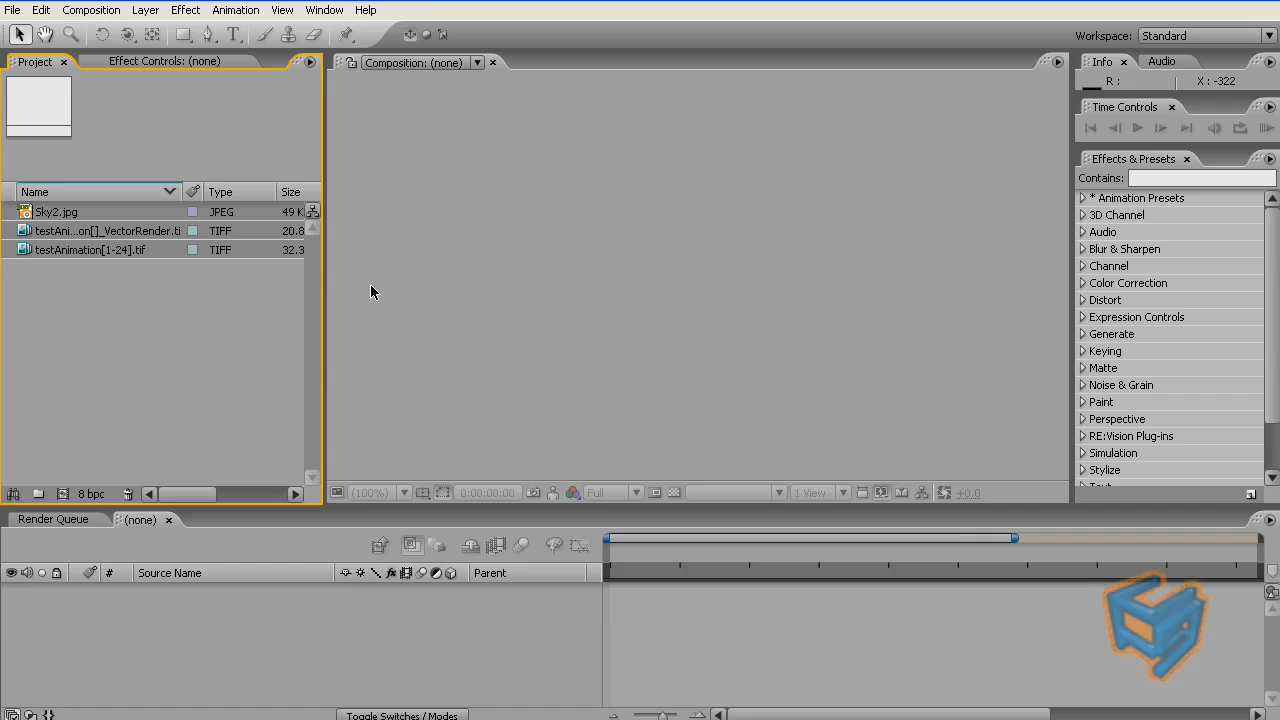 File Edit Composition Layer Effect Animation View Window Help
Workspace: Standard
Project Effect Controls: (none)
Composition: (none)
Info Audio
R : X : -322
Time Controls
Effects & Presets
Contains:
* Animation Presets
3D Channel
Audio
Blur & Sharpen
Channel
Color Correction
Distort
Expression Controls
Generate
Keying
Matte
Noise & Grain
Paint
Perspective
RE:Vision Plug-ins
Simulation
Stylize
Text
Name Type Size
Sky2.jpg JPEG 49 K
testAni...on[]_VectorRender.ti TIFF 20.8
testAnimation[1-24].tif TIFF 32.3
8 bpc
(100%) 0:00:00:00 Full 1 View +0.0
Render Queue (none)
# Source Name Parent
Toggle Switches / Modes